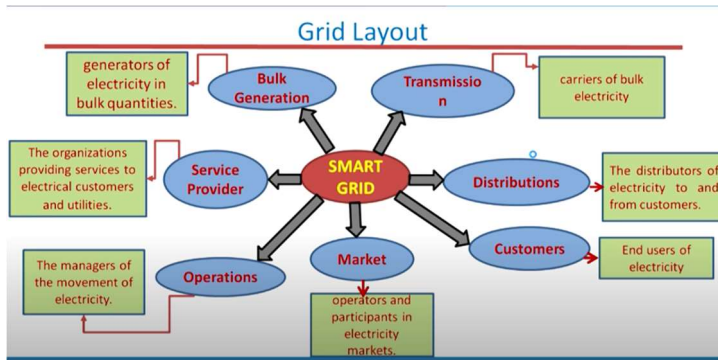 Grid Layout
generators of
electricity in
bulk quantities.
Bulk
Generation
Transmissio
n
carriers of bulk
electricity
The organizations
providing services to
electrical customers
and utilities.
Service
Provider
SMART
GRID
Distributions
The distributors of
electricity to and
from customers.
The managers of
the movement of
electricity.
Operations
Market
Customers
End users of
electricity
operators and
participants in
electricity
markets.